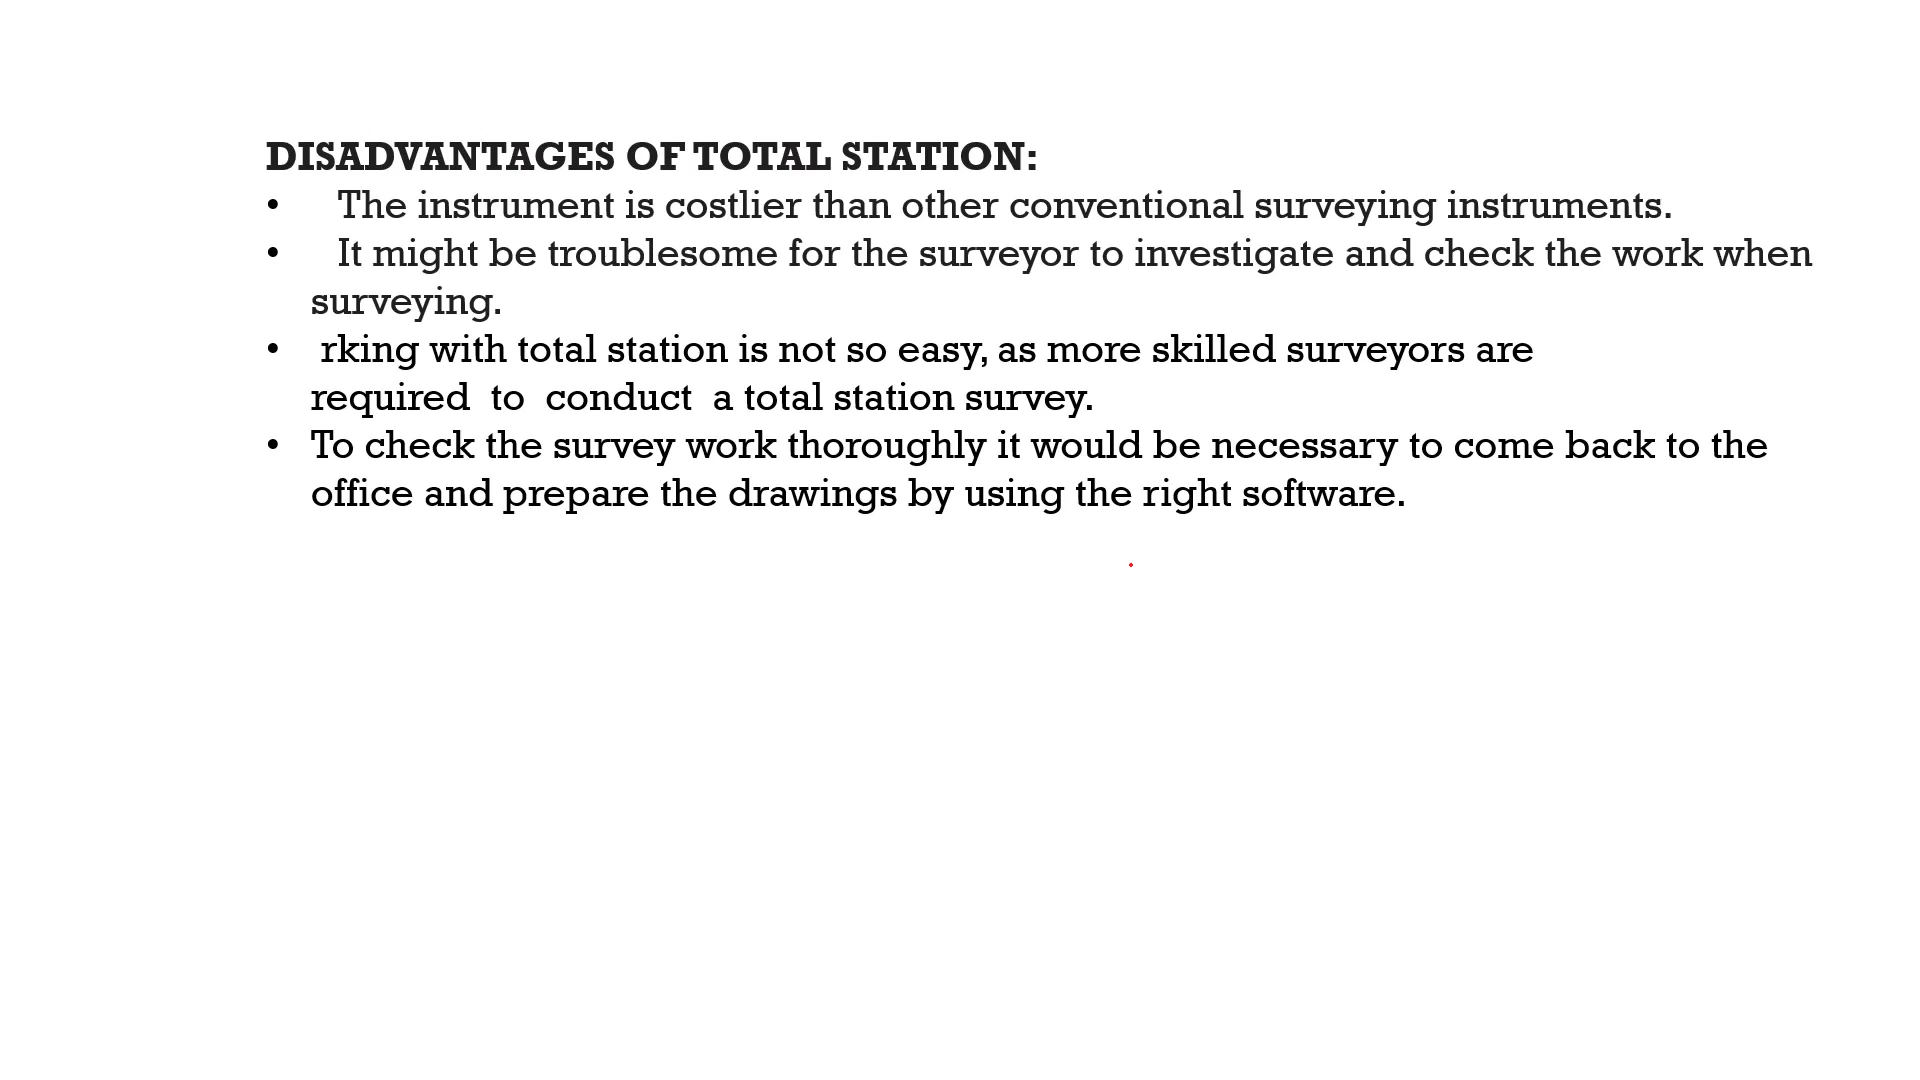 DISADVANTAGES OF TOTAL STATION:
• The instrument is costlier than other conventional surveying instruments.
• It might be troublesome for the surveyor to investigate and check the work when
surveying.
• rking with total station is not so easy, as more skilled surveyors are
required to conduct a total station survey.
• To check the survey work thoroughly it would be necessary to come back to the
office and prepare the drawings by using the right software.